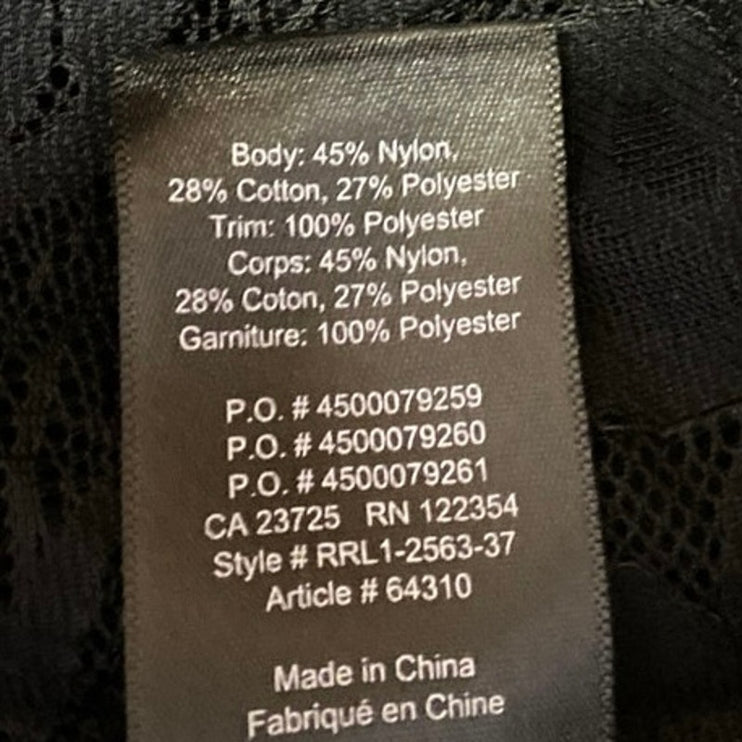 Body: 45% Nylon,
28% Cotton, 27% Polyester
Trim: 100% Polyester
Corps: 45% Nylon,
28% Coton, 27% Polyester
Garniture: 100% Polyester
P.O. # 4500079259
P.O. # 4500079260
P.O. # 4500079261
CA 23725 RN 122354
Style # RRL1-2563-37
Article # 64310
Made in China
Fabriqué en Chine